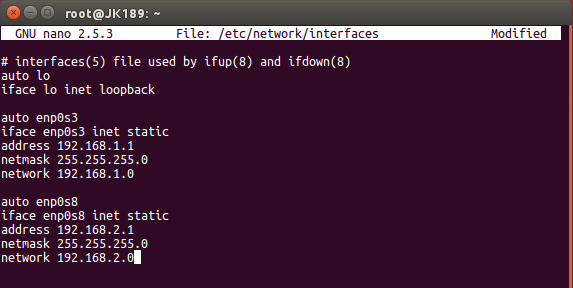 root@JK189: ~
GNU nano 2.5.3 File: /etc/network/interfaces Modified
# interfaces(5) file used by ifup(8) and ifdown(8)
auto lo
iface lo inet loopback
auto enp0s3
iface enp0s3 inet static
address 192.168.1.1
netmask 255.255.255.0
network 192.168.1.0
auto enp0s8
iface enp0s8 inet static
address 192.168.2.1
netmask 255.255.255.0
network 192.168.2.0